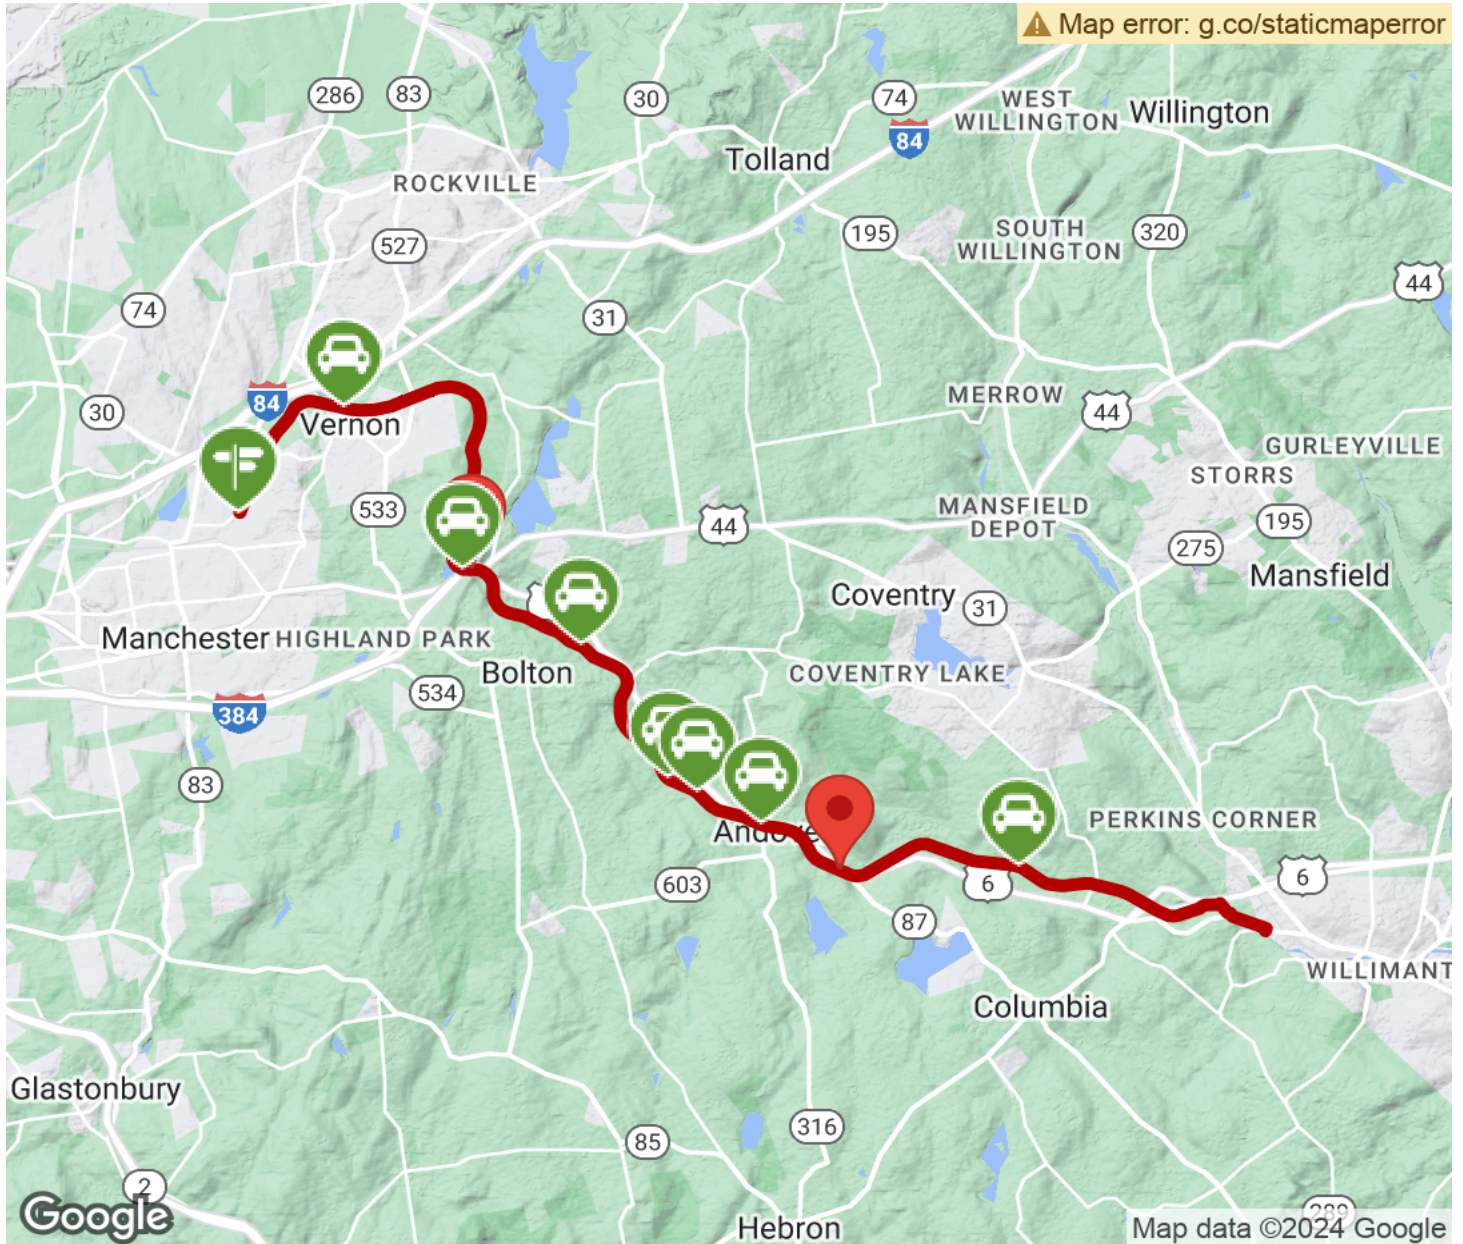 Map error: g.co/staticmaperror
286
83
30
74
WEST
WILLINGTON
Willington
84
Tolland
ROCKVILLE
195
SOUTH
WILLINGTON
320
527
44
74
31
84
30
Vernon
MERROW
44
GURLEYVILLE
STORRS
533
44
MANSFIELD
DEPOT
195
275
Mansfield
Coventry
31
Manchester
HIGHLAND PARK
Bolton
COVENTRY LAKE
534
384
83
PERKINS CORNER
603
6
6
87
WILLIMANT
Columbia
Glastonbury
316
85
2
289
Hebron
Google
Map data ©2024 Google